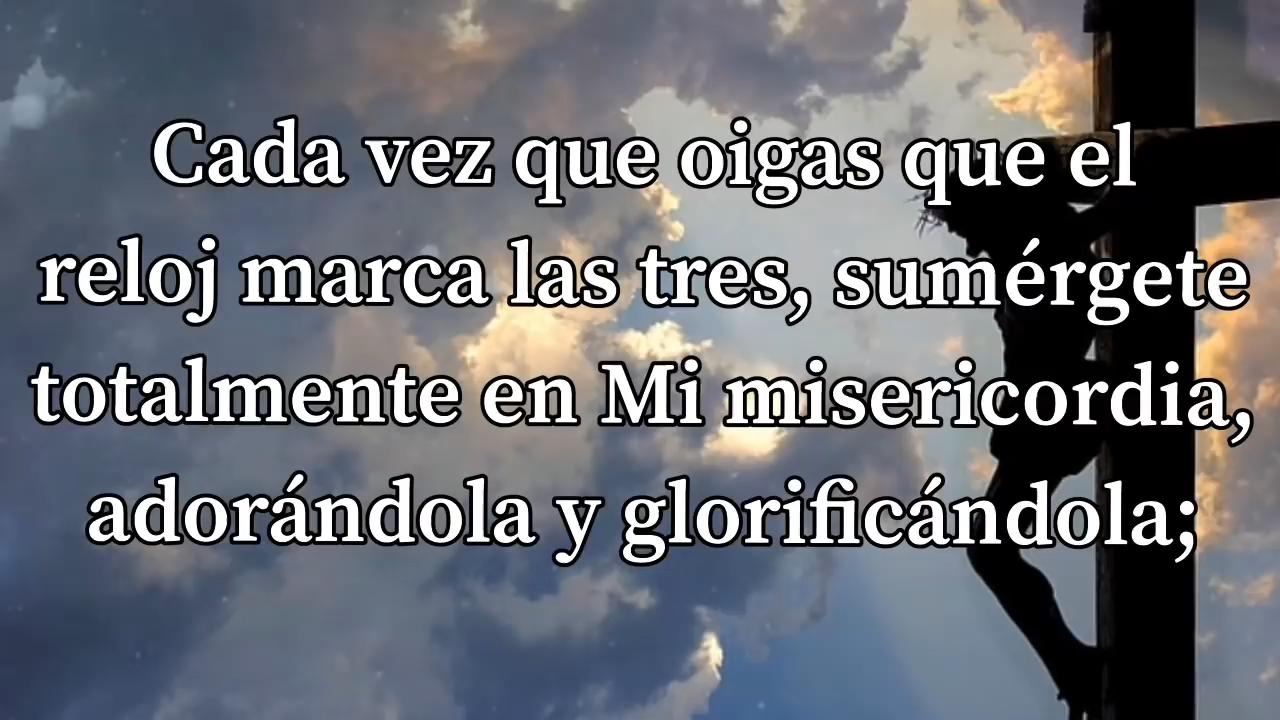 Cada vez que oigas que el
reloj marca las tres, sumérgete
totalmente en Mi misericordia,
adorándola y glorificándola;